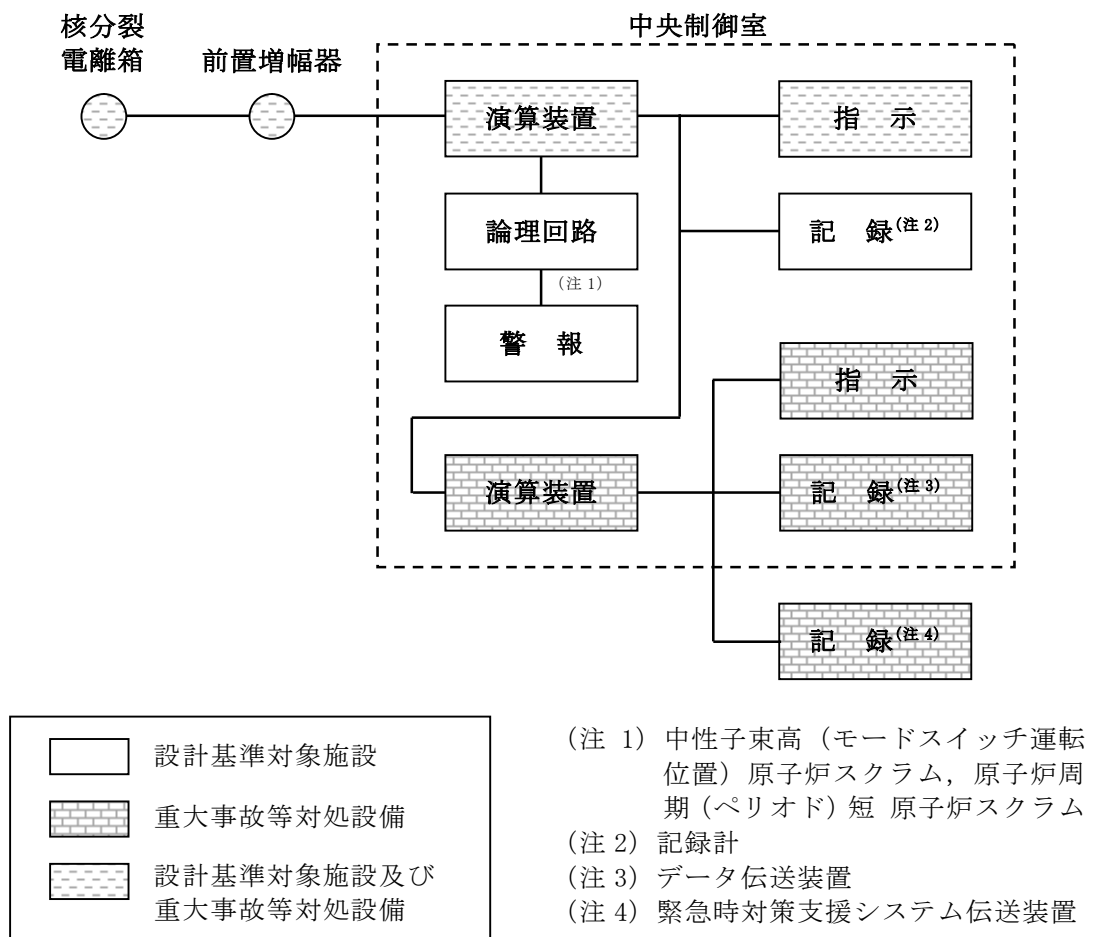 核分裂
電離箱
前置増幅器
中央制御室
演算装置
指 示
論理回路
記 録(注 2)
(注 1)
警 報
指 示
演算装置
記 録(注 3)
記 録(注 4)
設計基準対象施設
重大事故等対処設備
設計基準対象施設及び
重大事故等対処設備
(注 1) 中性子束高（モードスイッチ運転
位置）原子炉スクラム，原子炉周
期(ペリオド)短 原子炉スクラム
(注 2) 記録計
(注 3) データ伝送装置
(注 4) 緊急時対策支援システム伝送装置